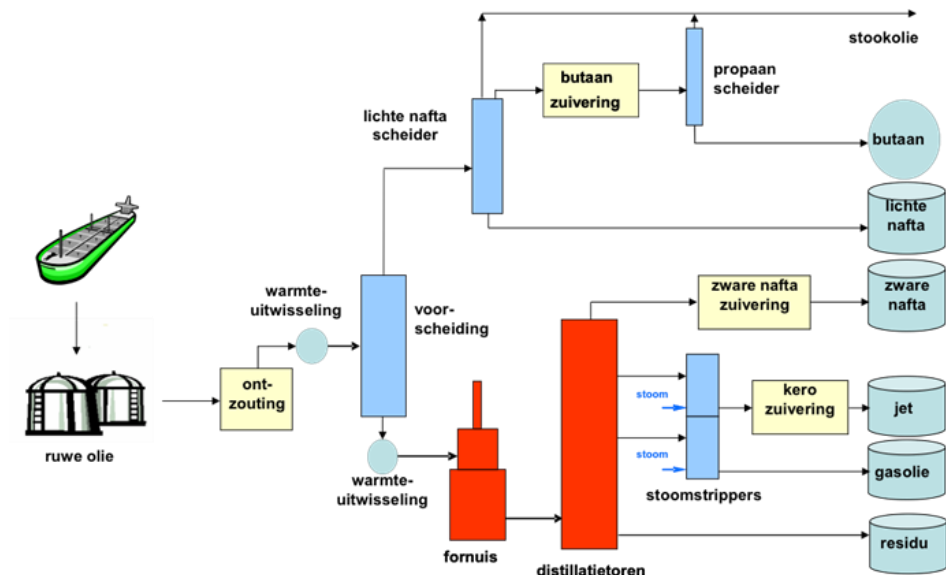 stookolie
butaan
zuivering
propaan
scheider
lichte nafta
scheider
butaan
lichte
nafta
warmte-
uitwisseling
voor-
scheiding
zware nafta
zuivering
zware
nafta
ont-
zouting
ruwe olie
stoom
kero
zuivering
jet
stoom
gasolie
warmte-
uitwisseling
stoomstrippers
residu
fornuis
distillatietoren